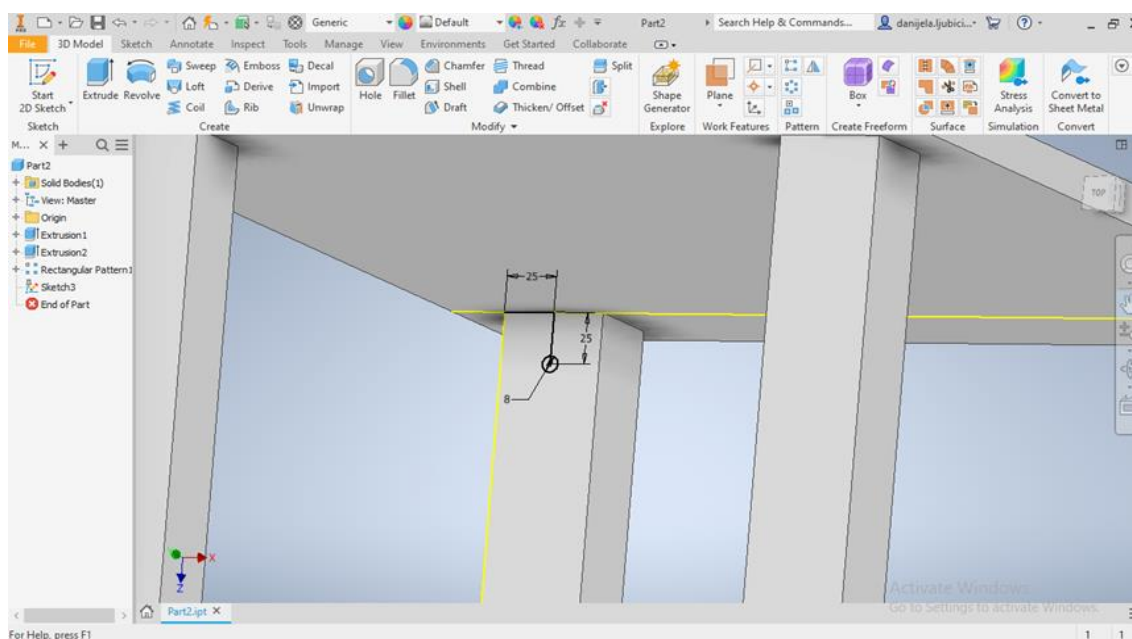 Generic Default Part2 Search Help & Commands... danijela.ljubici...
File 3D Model Sketch Annotate Inspect Tools Manage View Environments Get Started Collaborate
Start 2D Sketch
Extrude Revolve
Sweep Emboss Decal
Loft Derive Import
Coil Rib Unwrap
Hole Fillet
Chamfer Thread Split
Shell Combine
Draft Thicken/ Offset
Shape Generator
Plane
Box
Stress Analysis
Convert to Sheet Metal
Sketch Create Modify Explore Work Features Pattern Create Freeform Surface Simulation Convert
M... × +
Part2
Solid Bodies(1)
View: Master
Origin
Extrusion1
Extrusion2
Rectangular Pattern1
Sketch3
End of Part
TOP
25
25
8
X
Z
Activate Windows
Go to Settings to activate Windows.
Part2.ipt ×
For Help, press F1
1 1